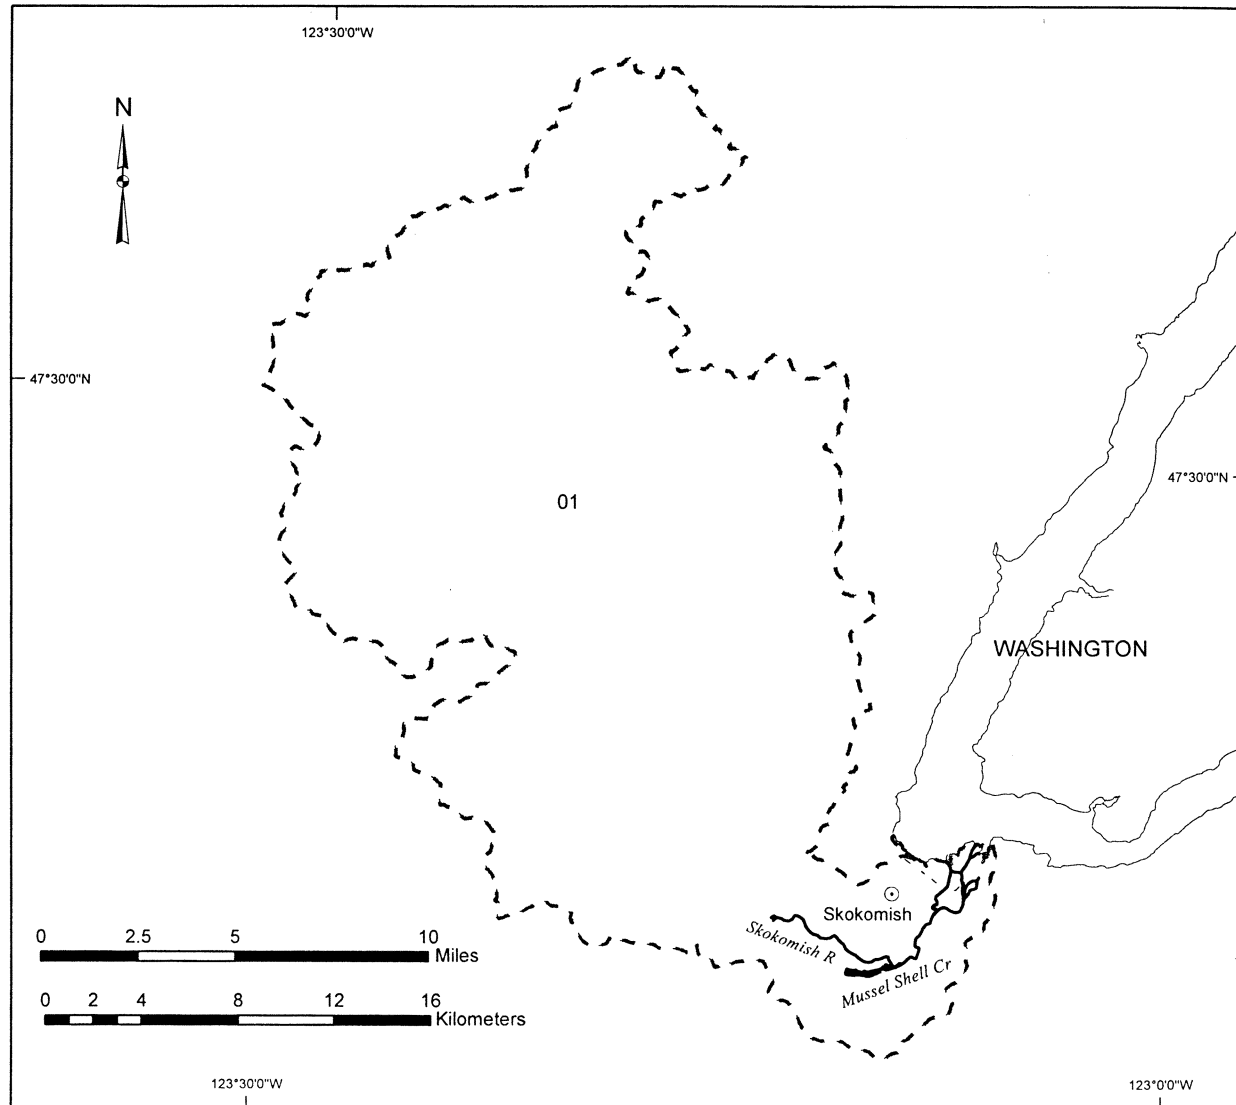 123°30'0"W
N
47°30'0"N
47°30'0"N
01
WASHINGTON
Skokomish
Skokomish R
Mussel Shell Cr
0 2.5 5 10
Miles
0 2 4 8 12 16
Kilometers
123°30'0"W
123°0'0"W